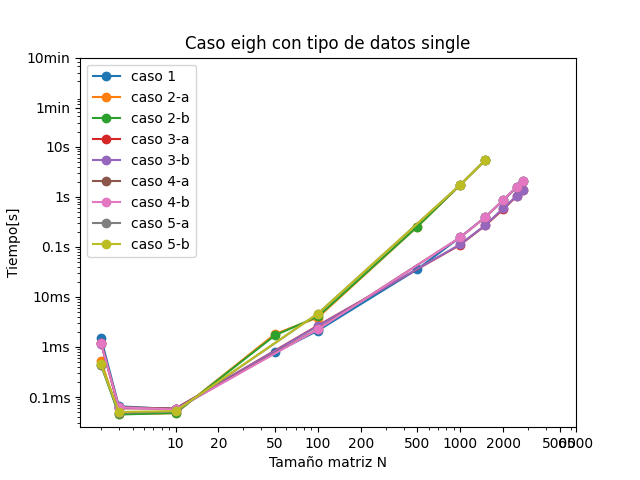 Caso eigh con tipo de datos single
10min
1min
10s
1s
0.1s
10ms
1ms
0.1ms
Tiempo[s]
caso 1
caso 2-a
caso 2-b
caso 3-a
caso 3-b
caso 4-a
caso 4-b
caso 5-a
caso 5-b
10 20 50 100 200 500 1000 2000 5000
Tamaño matriz N